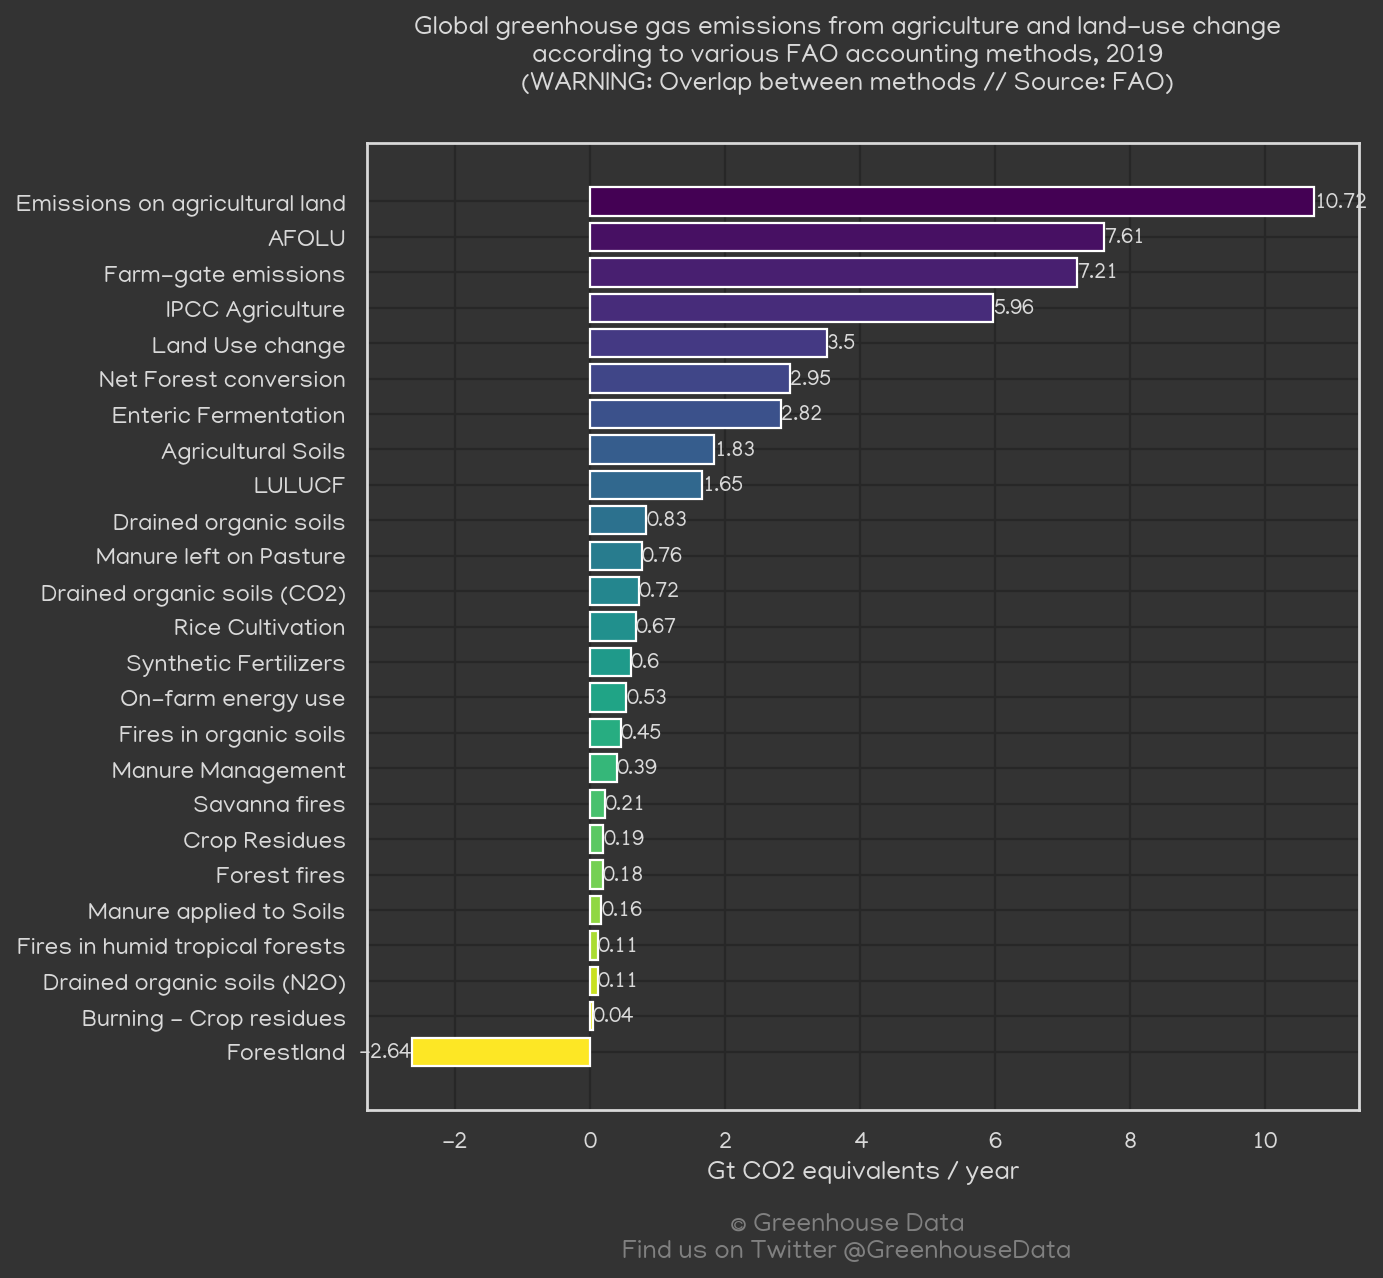 Global greenhouse gas emissions from agriculture and land-use change
according to various FAO accounting methods, 2019
(WARNING: Overlap between methods // Source: FAO)
Emissions on agricultural land 10.72
AFOLU 7.61
Farm-gate emissions 7.21
IPCC Agriculture 5.96
Land Use change 3.5
Net Forest conversion 2.95
Enteric Fermentation 2.82
Agricultural Soils 1.83
LULUCF 1.65
Drained organic soils 0.83
Manure left on Pasture 0.76
Drained organic soils (CO2) 0.72
Rice Cultivation 0.67
Synthetic Fertilizers 0.6
On-farm energy use 0.53
Fires in organic soils 0.45
Manure Management 0.39
Savanna fires 0.21
Crop Residues 0.19
Forest fires 0.18
Manure applied to Soils 0.16
Fires in humid tropical forests 0.11
Drained organic soils (N2O) 0.11
Burning - Crop residues 0.04
Forestland -2.64
-2 0 2 4 6 8 10
Gt CO2 equivalents / year
© Greenhouse Data
Find us on Twitter @GreenhouseData